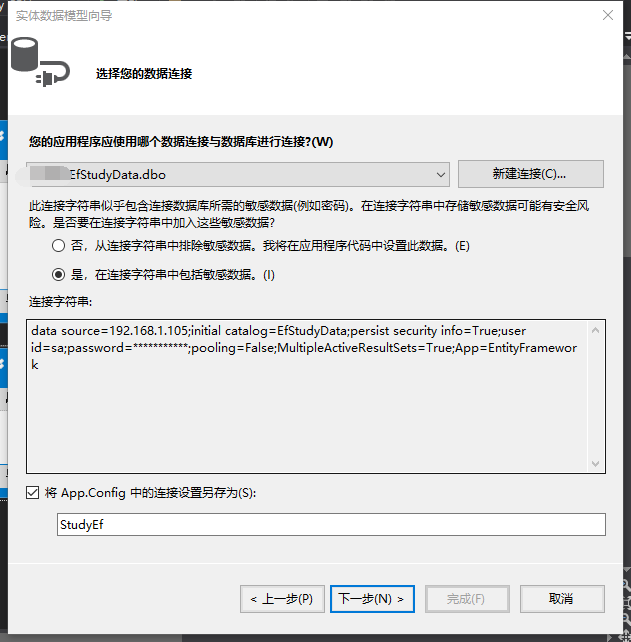 实体数据模型向导
选择您的数据连接
您的应用程序应使用哪个数据连接与数据库进行连接?(W)
EfStudyData.dbo
新建连接(C)...
此连接字符串似乎包含连接数据库所需的敏感数据(例如密码)。在连接字符串中存储敏感数据可能有安全风
险。是否要在连接字符串中加入这些敏感数据?
否，从连接字符串中排除敏感数据。我将在应用程序代码中设置此数据。(E)
是，在连接字符串中包括敏感数据。(I)
连接字符串:
data source=192.168.1.105;initial catalog=EfStudyData;persist security info=True;user
id=sa;password=***********;pooling=False;MultipleActiveResultSets=True;App=EntityFramewor
k
将 App.Config 中的连接设置另存为(S):
StudyEf
< 上一步(P)
下一步(N) >
完成(F)
取消